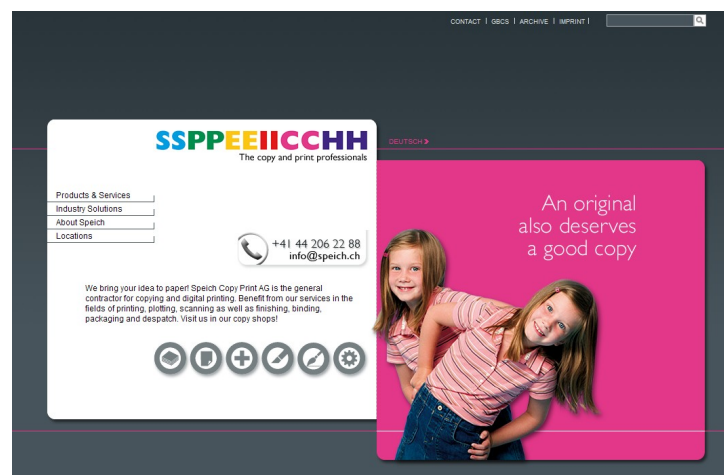 CONTACT | GBCS | ARCHIVE | IMPRINT |
SSPPEEIICCHH
The copy and print professionals
DEUTSCH
Products & Services
Industry Solutions
About Speich
Locations
+41 44 206 22 88
info@speich.ch
We bring your idea to paper! Speich Copy Print AG is the general
contractor for copying and digital printing. Benefit from our services in the
fields of printing, plotting, scanning as well as finishing, binding,
packaging and despatch. Visit us in our copy shops!
An original
also deserves
a good copy